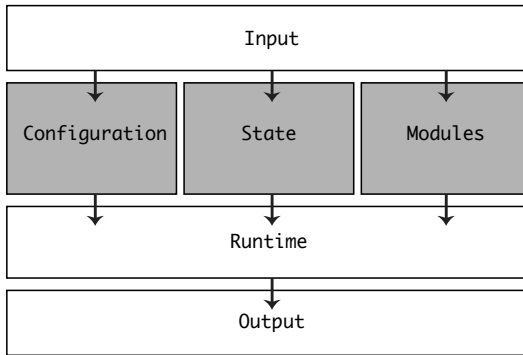 Input
Configuration
State
Modules
Runtime
Output